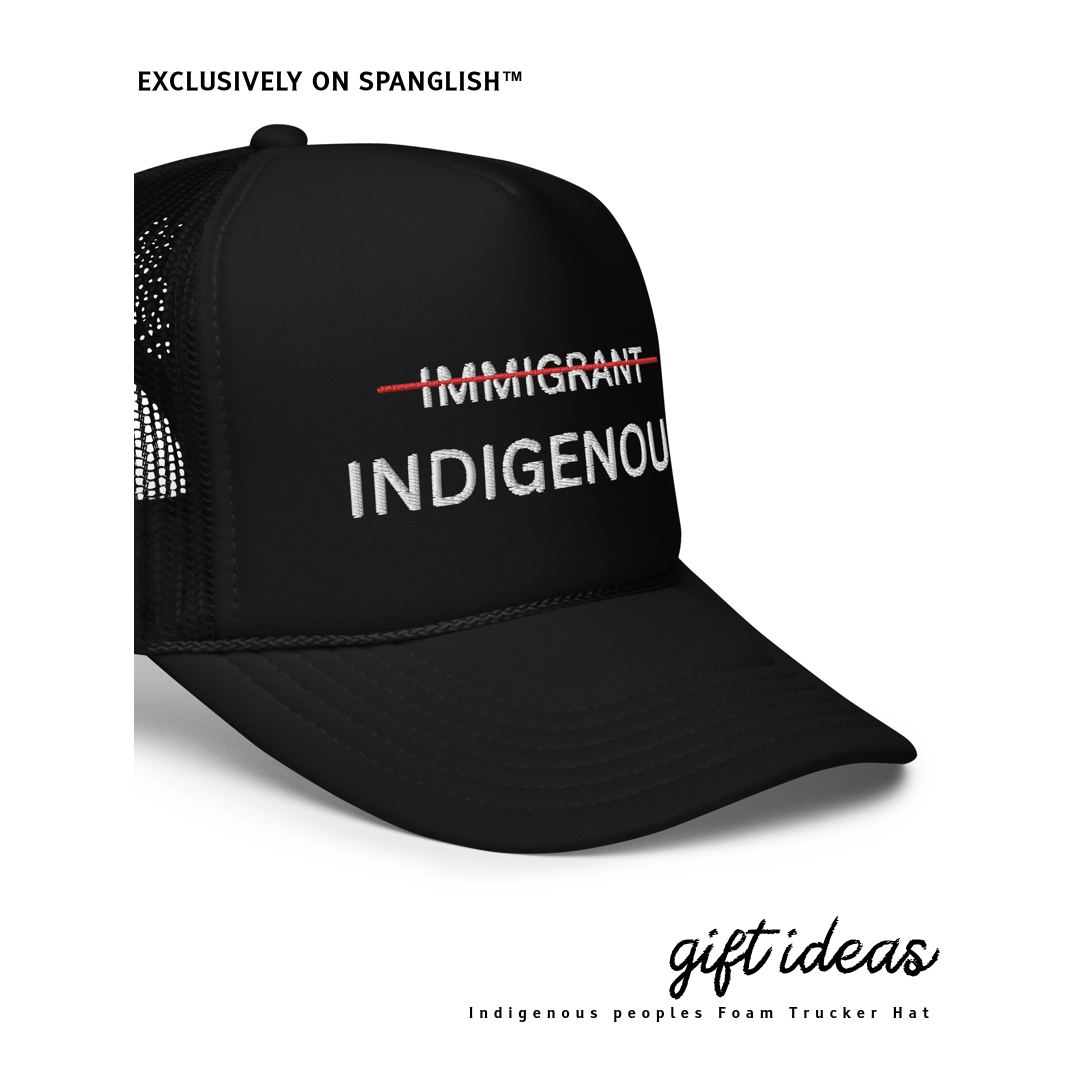 EXCLUSIVELY ON SPANGLISH™
IMMIGRANT
INDIGENOU
gift ideas
Indigenous peoples Foam Trucker Hat